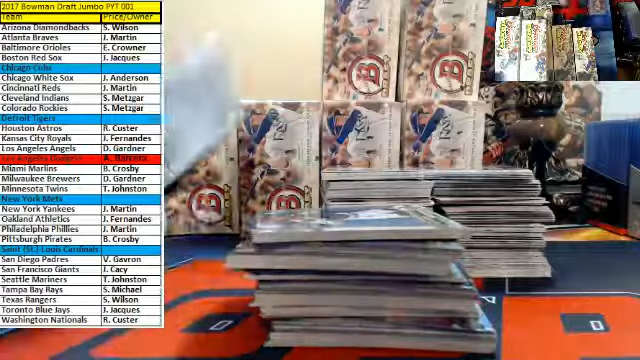 2017 Bowman Draft Jumbo PYT 001
Team Price/Owner
Arizona Diamondbacks S. Wilson
Atlanta Braves J. Martin
Baltimore Orioles E. Crowner
Boston Red Sox J. Jacques
Chicago Cubs
Chicago White Sox J. Anderson
Cincinnati Reds J. Martin
Cleveland Indians S. Metzgar
Colorado Rockies S. Metzgar
Detroit Tigers
Houston Astros R. Custer
Kansas City Royals J. Fernandes
Los Angeles Angels D. Gardner
Los Angeles Dodgers A. Barcera
Miami Marlins B. Crosby
Milwaukee Brewers D. Gardner
Minnesota Twins T. Johnston
New York Mets
New York Yankees J. Martin
Oakland Athletics J. Fernandes
Philadelphia Phillies J. Martin
Pittsburgh Pirates B. Crosby
Saint (St.) Louis Cardinals
San Diego Padres V. Gavron
San Francisco Giants J. Cacy
Seattle Mariners T. Johnston
Tampa Bay Rays S. Michael
Texas Rangers S. Wilson
Toronto Blue Jays J. Jacques
Washington Nationals R. Custer